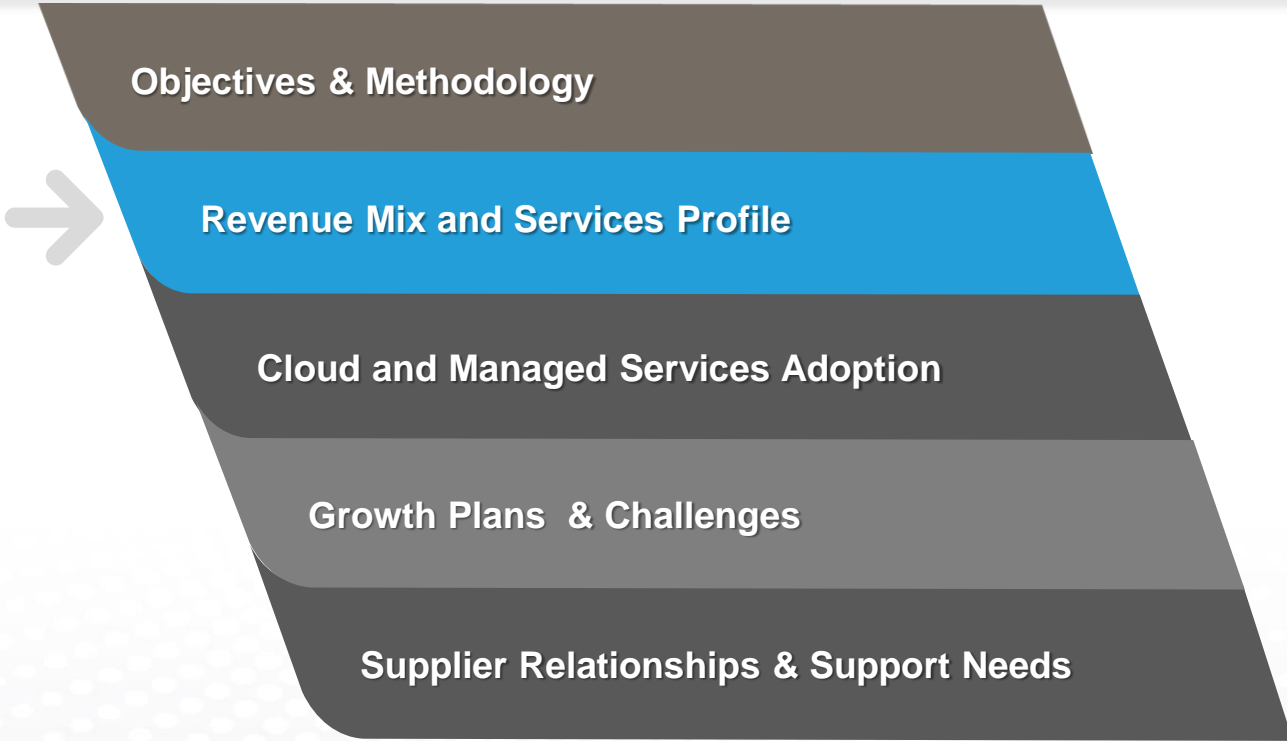 Objectives & Methodology
Revenue Mix and Services Profile
Cloud and Managed Services Adoption
Growth Plans  & Challenges
Supplier Relationships & Support Needs